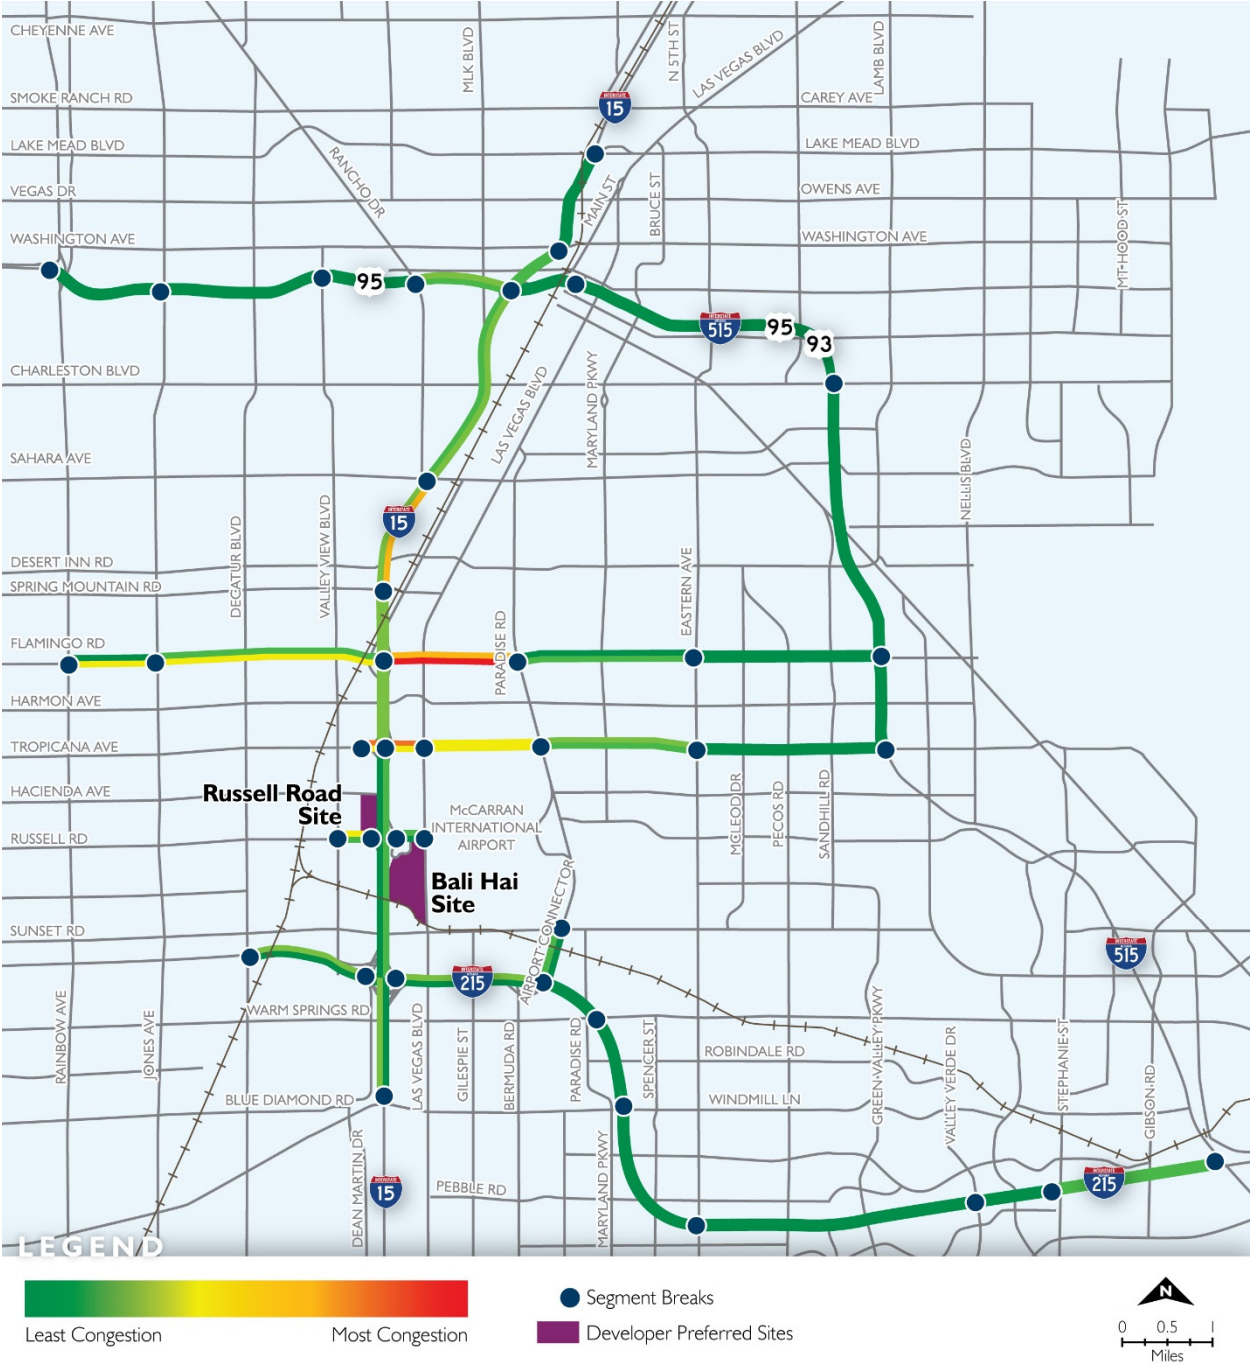 CHEYENNE AVE
MLK BLVD
N 5TH ST
LAS VEGAS BLVD
LAMB BLVD
SMOKE RANCH RD
INTERSTATE
15
CAREY AVE
LAKE MEAD BLVD
LAKE MEAD BLVD
RANCHO DR
VEGAS DR
MAIN ST
BRUCE ST
OWENS AVE
MT HOOD ST
WASHINGTON AVE
WASHINGTON AVE
95
INTERSTATE
515
95
93
CHARLESTON BLVD
LAS VEGAS BLVD
MARYLAND PKWY
SAHARA AVE
NELLIS BLVD
INTERSTATE
15
DECATUR BLVD
VALLEY VIEW BLVD
DESERT INN RD
SPRING MOUNTAIN RD
EASTERN AVE
FLAMINGO RD
PARADISE RD
HARMON AVE
TROPICANA AVE
HACIENDA AVE
Russell Road
Site
McCARRAN
INTERNATIONAL
AIRPORT
MCLEOD DR
PECOS RD
SANDHILL RD
RUSSELL RD
Bali Hai
Site
AIRPORT CONNECTOR
SUNSET RD
INTERSTATE
515
INTERSTATE
215
RAINBOW AVE
JONES AVE
WARM SPRINGS RD
LAS VEGAS BLVD
GILESPIE ST
BERMUDA RD
PARADISE RD
SPENCER ST
ROBINDALE RD
GREEN VALLEY PKWY
VALLEY VERDE DR
STEPHANIE ST
GIBSON RD
BLUE DIAMOND RD
WINDMILL LN
DEAN MARTIN DR
INTERSTATE
15
PEBBLE RD
MARYLAND PKWY
INTERSTATE
215
LEGEND
Least Congestion
Most Congestion
Segment Breaks
Developer Preferred Sites
N
0 0.5 1
Miles